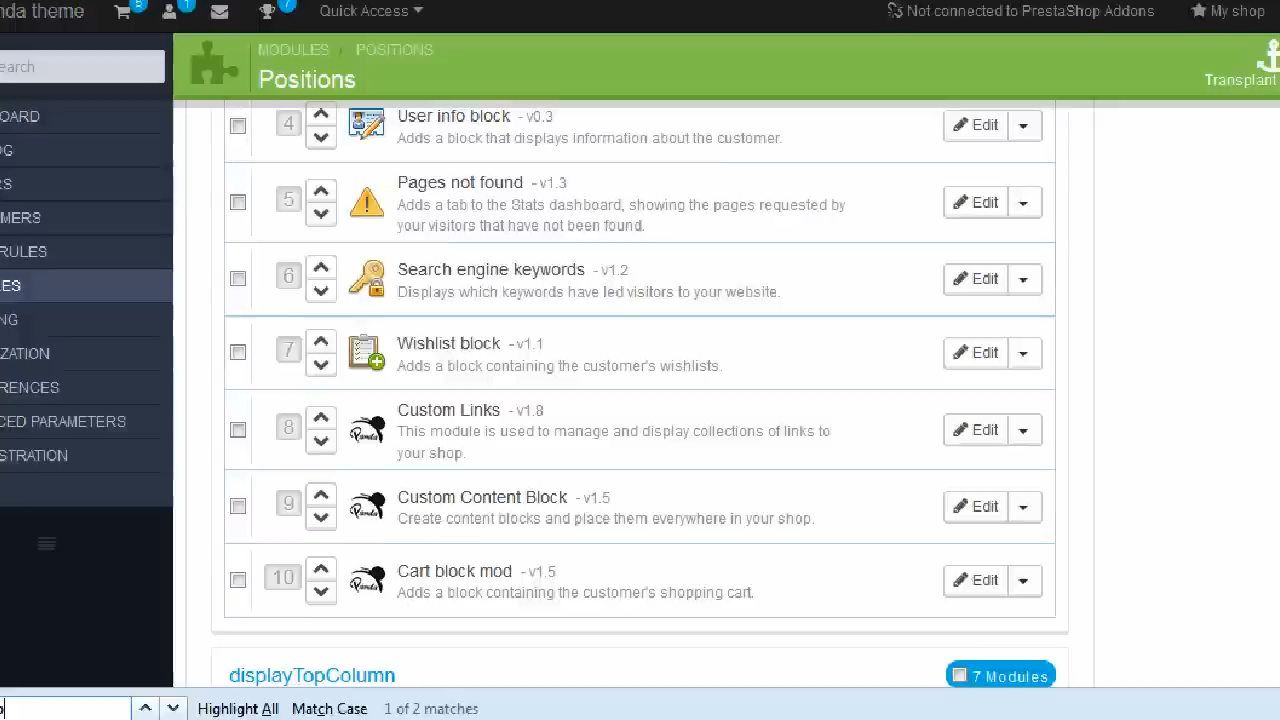 nda theme 8 1 7 Quick Access Not connected to PrestaShop Addons My shop
earch
MODULES / POSITIONS
Positions
Transplant
OARD
OG
RS
MERS
RULES
LES
NG
ZATION
RENCES
CED PARAMETERS
STRATION
4 User info block - v0.3 Edit
Adds a block that displays information about the customer.
5 Pages not found - v1.3 Edit
Adds a tab to the Stats dashboard, showing the pages requested by
your visitors that have not been found.
6 Search engine keywords - v1.2 Edit
Displays which keywords have led visitors to your website.
7 Wishlist block - v1.1 Edit
Adds a block containing the customer's wishlists.
8 Panda Custom Links - v1.8 Edit
This module is used to manage and display collections of links to
your shop.
9 Panda Custom Content Block - v1.5 Edit
Create content blocks and place them everywhere in your shop.
10 Panda Cart block mod - v1.5 Edit
Adds a block containing the customer's shopping cart.
displayTopColumn 7 Modules
Highlight All Match Case 1 of 2 matches